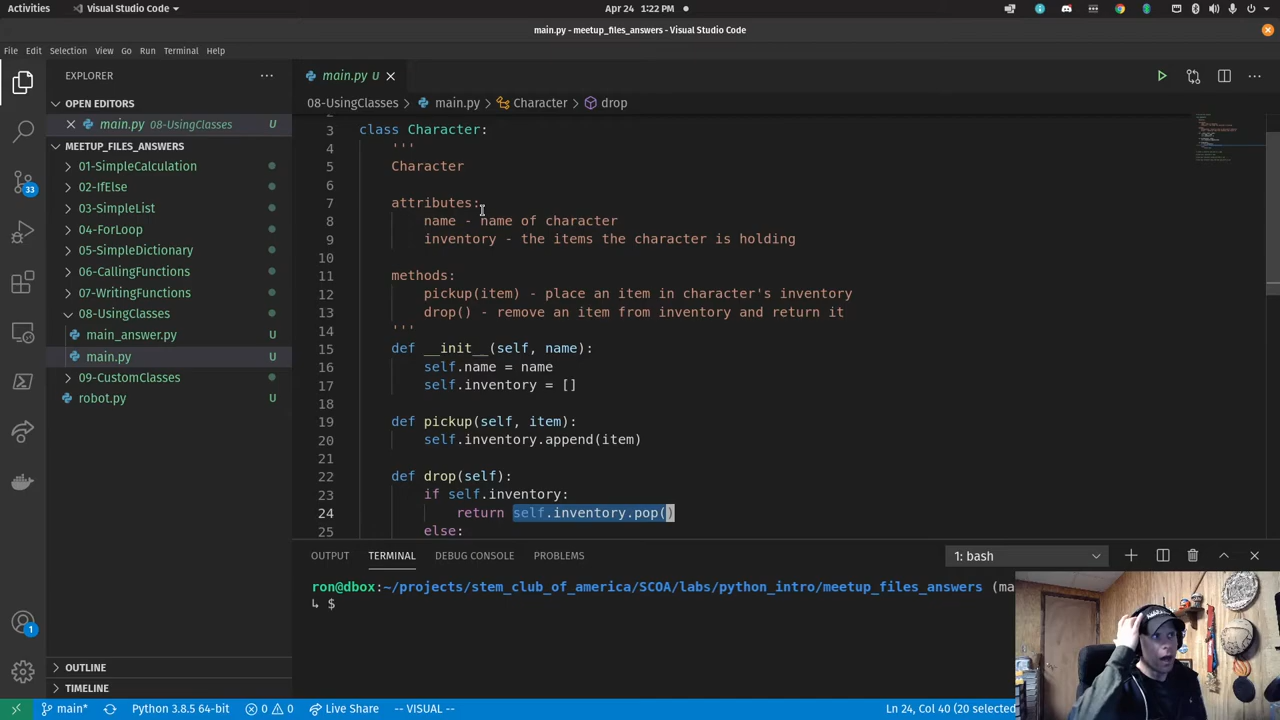 Activities
Visual Studio Code
Apr 24 1:22 PM
main.py - meetup_files_answers - Visual Studio Code
File Edit Selection View Go Run Terminal Help
EXPLORER
OPEN EDITORS
main.py 08-UsingClasses U
MEETUP_FILES_ANSWERS
01-SimpleCalculation
02-IfElse
03-SimpleList
04-ForLoop
05-SimpleDictionary
06-CallingFunctions
07-WritingFunctions
08-UsingClasses
main_answer.py U
main.py U
09-CustomClasses
robot.py U
OUTLINE
TIMELINE
33
1
main.py U
08-UsingClasses > main.py > Character > drop
3 class Character:
4 '''
5 Character
6
7 attributes:
8 name - name of character
9 inventory - the items the character is holding
10
11 methods:
12 pickup(item) - place an item in character's inventory
13 drop() - remove an item from inventory and return it
14 '''
15 def __init__(self, name):
16 self.name = name
17 self.inventory = []
18
19 def pickup(self, item):
20 self.inventory.append(item)
21
22 def drop(self):
23 if self.inventory:
24 return self.inventory.pop()
25 else:
OUTPUT TERMINAL DEBUG CONSOLE PROBLEMS
1: bash
ron@dbox:~/projects/stem_club_of_america/SCOA/labs/python_intro/meetup_files_answers (ma
↳ $
main* Python 3.8.5 64-bit 0 0 Live Share -- VISUAL -- Ln 24, Col 40 (20 selected